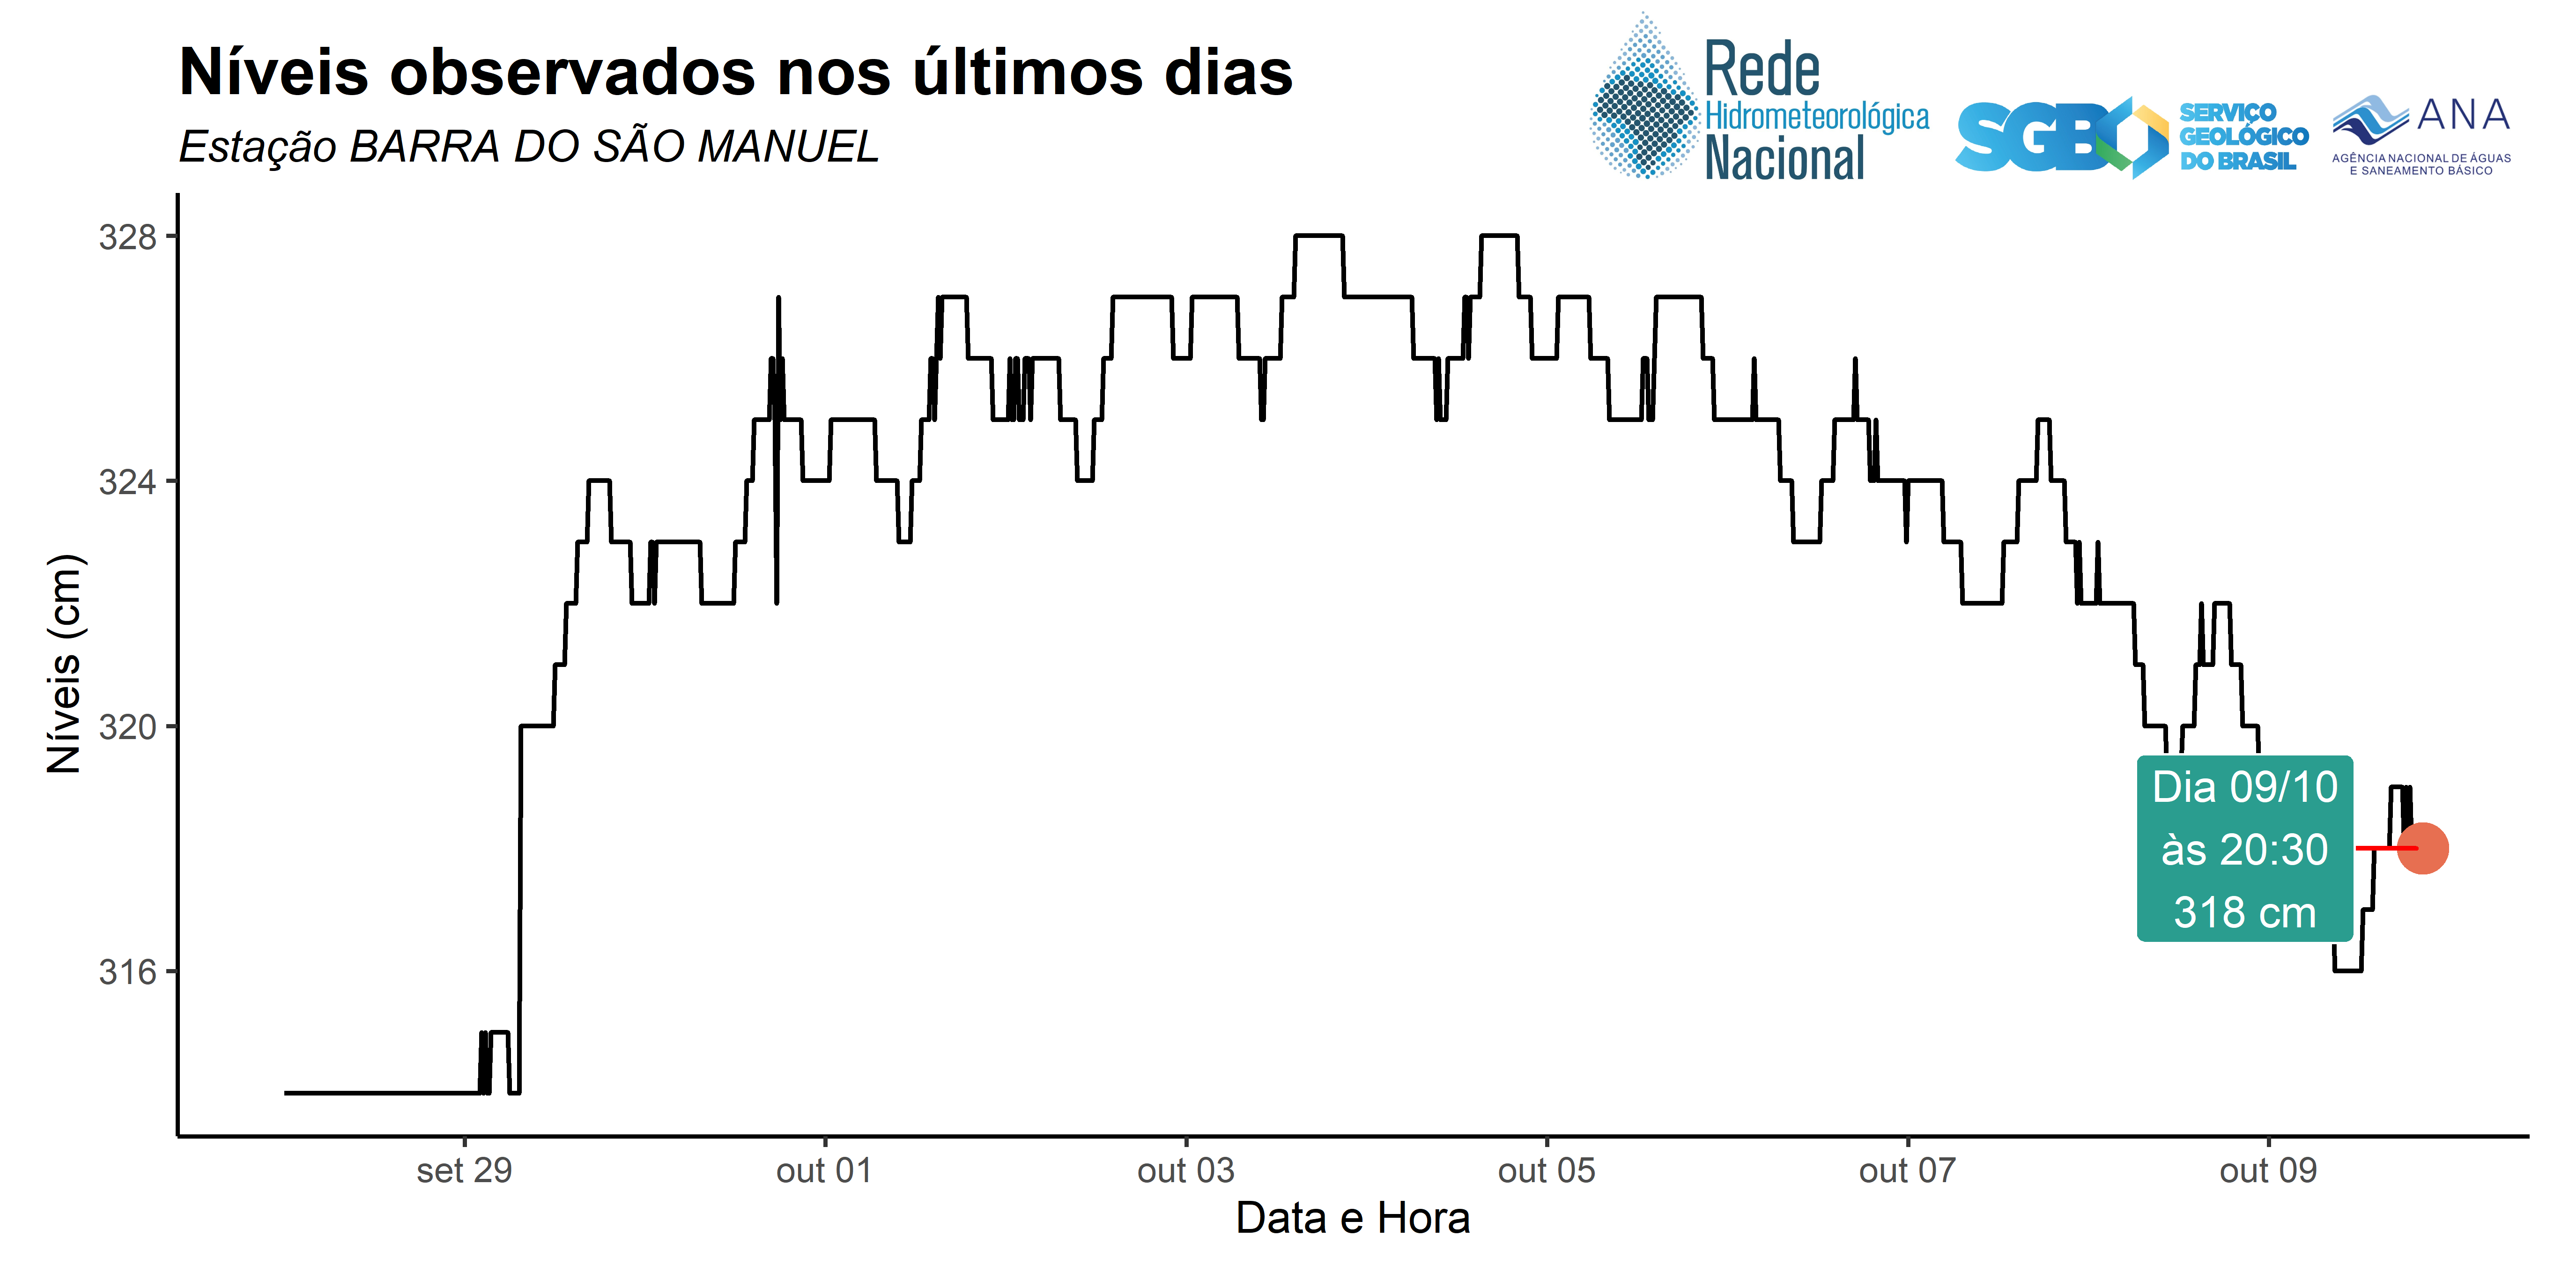 Níveis observados nos últimos dias
Estação BARRA DO SÃO MANUEL
Rede
Hidrometeorológica
Nacional
SGB
SERVIÇO
GEOLÓGICO
DO BRASIL
ANA
AGÊNCIA NACIONAL DE ÁGUAS
E SANEAMENTO BÁSICO
Níveis (cm)
328
324
320
316
Dia 09/10
às 20:30
318 cm
set 29
out 01
out 03
out 05
out 07
out 09
Data e Hora